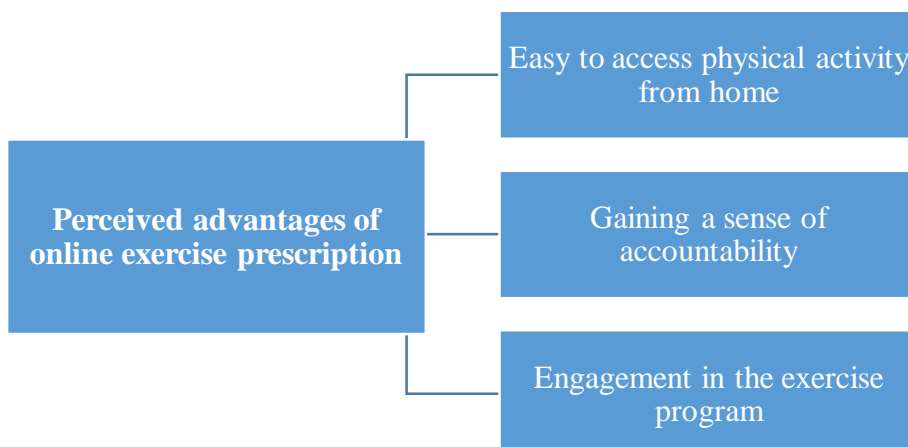 Easy to access physical activity
from home
Perceived advantages of
online exercise prescription
Gaining a sense of
accountability
Engagement in the exercise
program